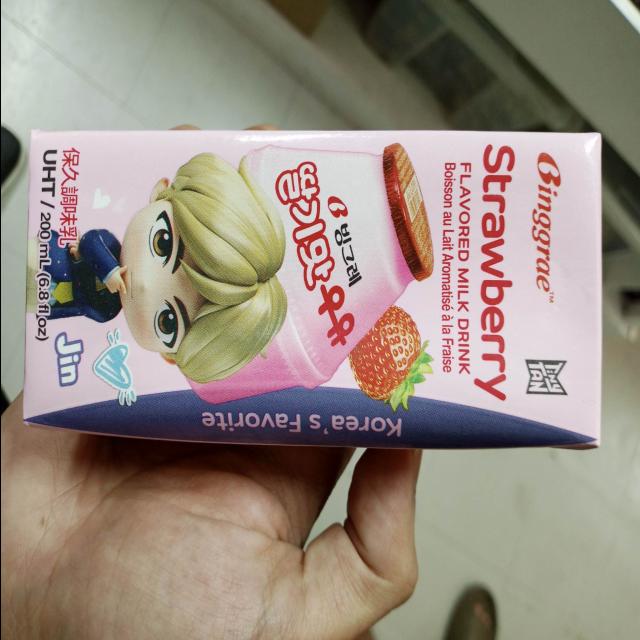 Binggrae™
Strawberry
FLAVORED MILK DRINK
Boisson au Lait Aromatisé à la Fraise
빙그레
딸기맛우유
TinyTAN
Korea's Favorite
Jin
保久調味乳
UHT / 200 mL (6.8 fl oz)